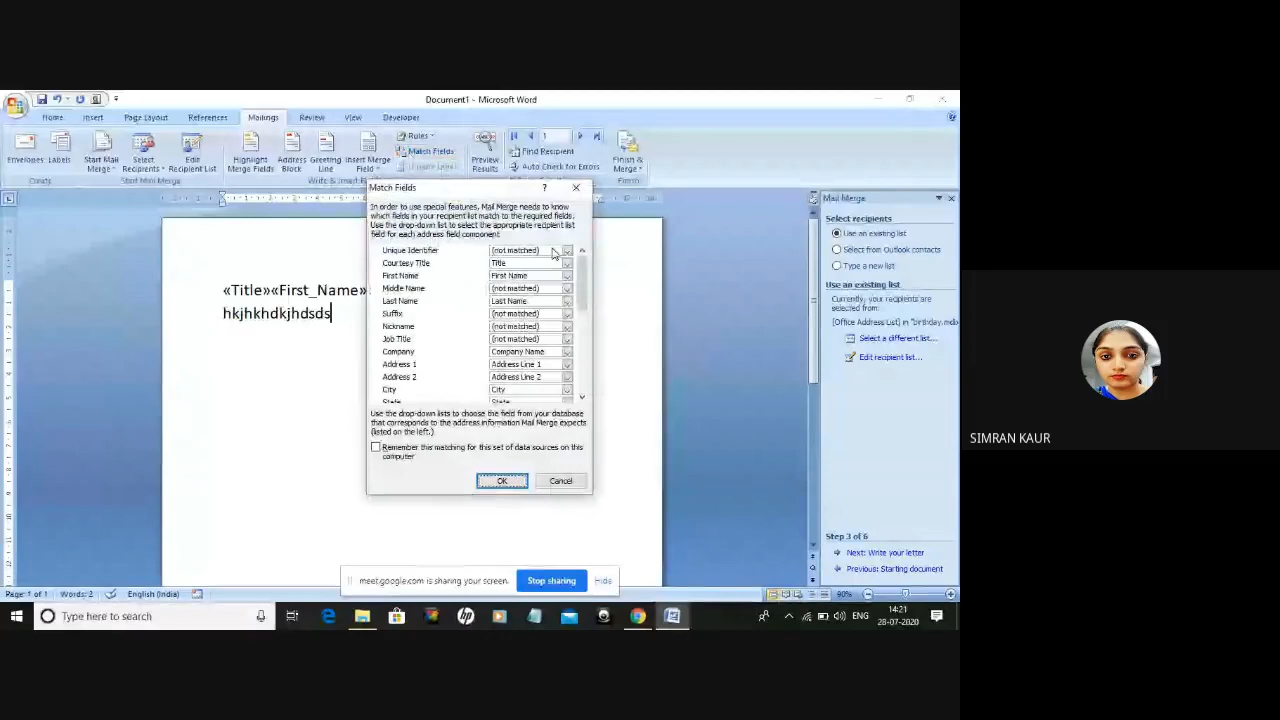 Document1 - Microsoft Word
Home Insert Page Layout References Mailings Review View Developer
Envelopes Labels
Start Mail Merge
Select Recipients
Edit Recipient List
Highlight Merge Fields
Address Block
Greeting Line
Insert Merge Field
Rules
Match Fields
Preview Results
1
Find Recipient
Auto Check for Errors
Finish & Merge
Create Start Mail Merge Write & Insert Finish
Match Fields
In order to use special features, Mail Merge needs to know
which fields in your recipient list match to the required fields.
Use the drop-down list to select the appropriate recipient list
field for each address field component
Unique Identifier (not matched)
Courtesy Title Title
First Name First Name
Middle Name (not matched)
Last Name Last Name
Suffix (not matched)
Nickname (not matched)
Job Title (not matched)
Company Company Name
Address 1 Address Line 1
Address 2 Address Line 2
City City
State State
Use the drop-down lists to choose the field from your database
that corresponds to the address information Mail Merge expects
(listed on the left.)
Remember this matching for this set of data sources on this
computer
OK Cancel
«Title»«First_Name»
hkjhkhdkjhdsds
Mail Merge
Select recipients
Use an existing list
Select from Outlook contacts
Type a new list
Use an existing list
Currently, your recipients are
selected from:
[Office Address List] in "birthday.mdb
Select a different list...
Edit recipient list...
Step 3 of 6
Next: Write your letter
Previous: Starting document
meet.google.com is sharing your screen.
Stop sharing
Hide
Page: 1 of 1 Words: 2 English (India) 90%
Type here to search
ENG
14:21
28-07-2020
SIMRAN KAUR